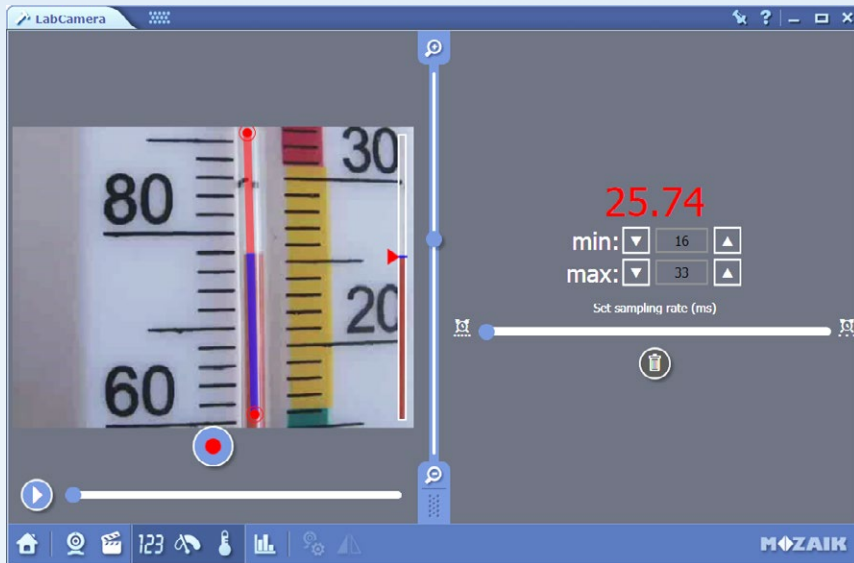 LabCamera
80
60
30
20
25.74
min: 16
max: 33
Set sampling rate (ms)
123
MOZAIK